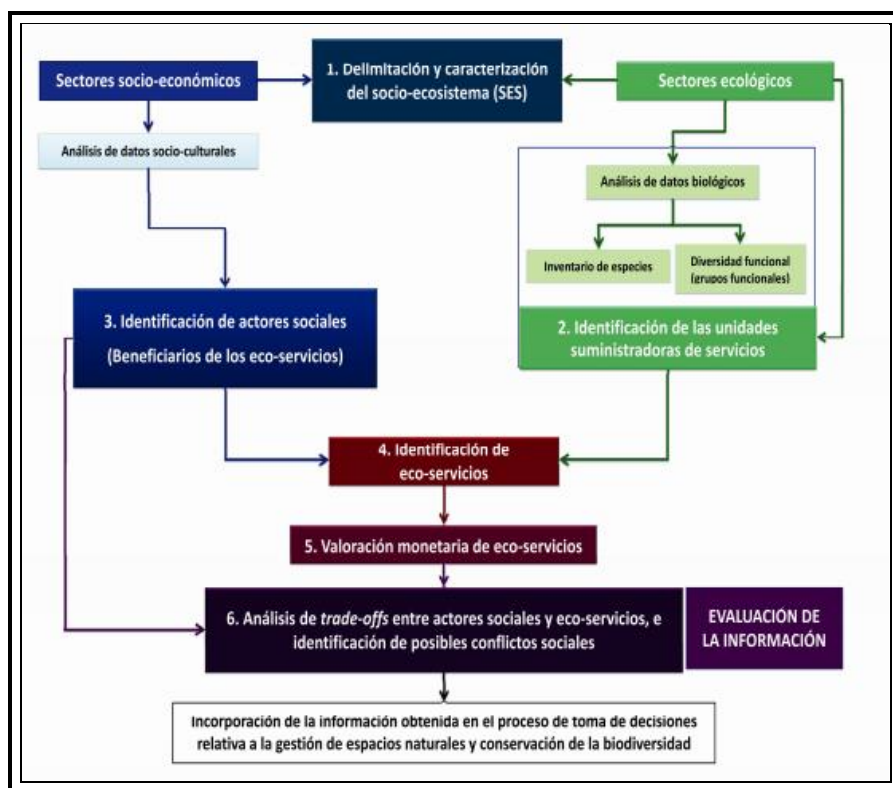 1. Delimitación y caracterización
del socio-ecosistema (SES)
Sectores socio-económicos
Sectores ecológicos
Análisis de datos socio-culturales
Análisis de datos biológicos
Inventario de especies
Diversidad funcional
(grupos funcionales)
3. Identificación de actores sociales
(Beneficiarios de los eco-servicios)
2. Identificación de las unidades
suministradoras de servicios
4. Identificación de
eco-servicios
5. Valoración monetaria de eco-servicios
6. Análisis de trade-offs entre actores sociales y eco-servicios, e
identificación de posibles conflictos sociales
EVALUACIÓN DE
LA INFORMACIÓN
Incorporación de la información obtenida en el proceso de toma de decisiones
relativa a la gestión de espacios naturales y conservación de la biodiversidad